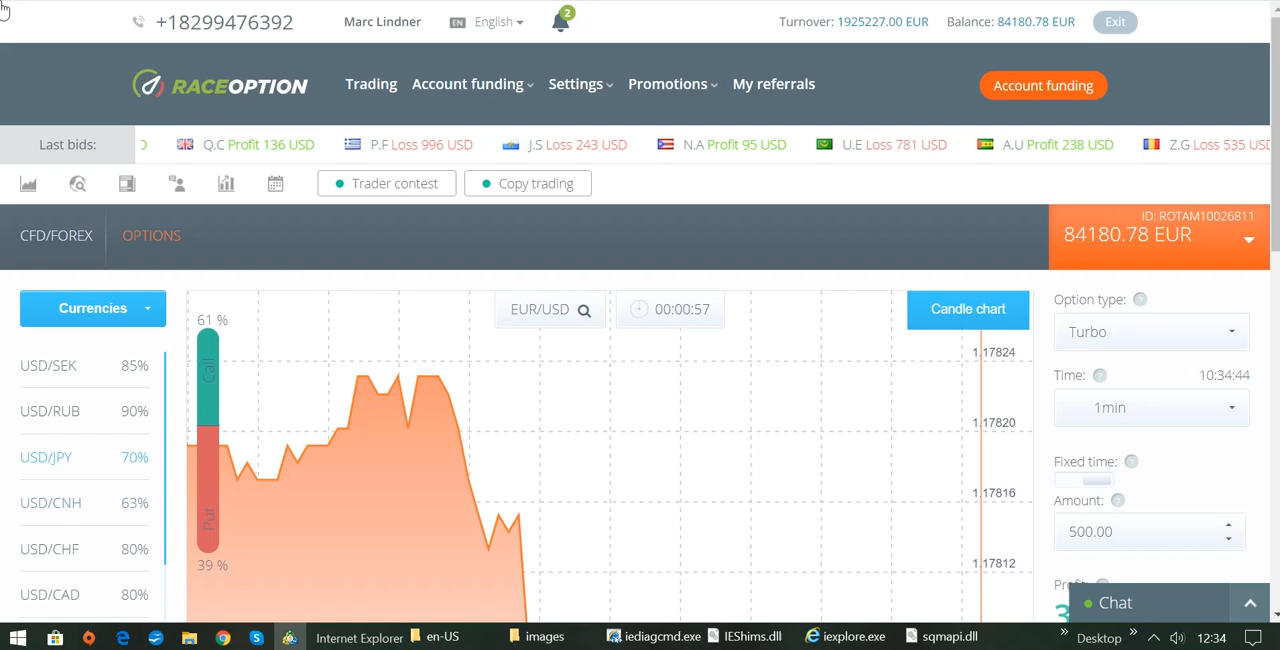 +18299476392 Marc Lindner EN English 2 Turnover: 1925227.00 EUR Balance: 84180.78 EUR Exit
RACEOPTION Trading Account funding Settings Promotions My referrals Account funding
Last bids: Q.C Profit 136 USD P.F Loss 996 USD J.S Loss 243 USD N.A Profit 95 USD U.E Loss 781 USD A.U Profit 238 USD Z.G Loss 535 USD
Trader contest Copy trading
CFD/FOREX OPTIONS
ID: ROTAM10026811
84180.78 EUR
Currencies
USD/SEK 85%
USD/RUB 90%
USD/JPY 70%
USD/CNH 63%
USD/CHF 80%
USD/CAD 80%
61 %
Call
Put
39 %
EUR/USD 00:00:57 Candle chart
1.17824
1.17820
1.17816
1.17812
Option type:
Turbo
Time: 10:34:44
1min
Fixed time:
Amount:
500.00
Chat
Internet Explorer en-US images iediagcmd.exe IEShims.dll iexplore.exe sqmapi.dll Desktop 12:34